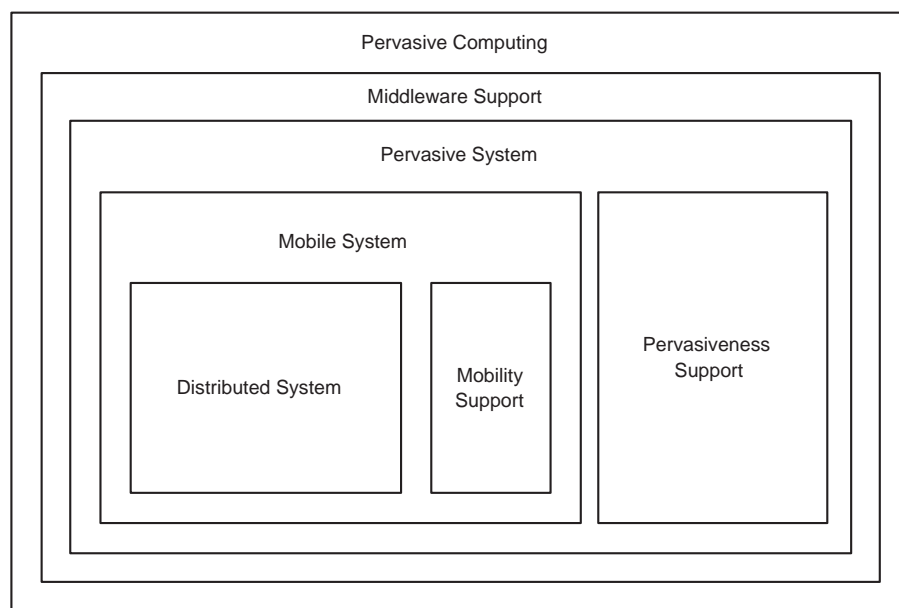 Pervasive Computing
Middleware Support
Pervasive System
Mobile System
Distributed System
Mobility
Support
Pervasiveness
Support